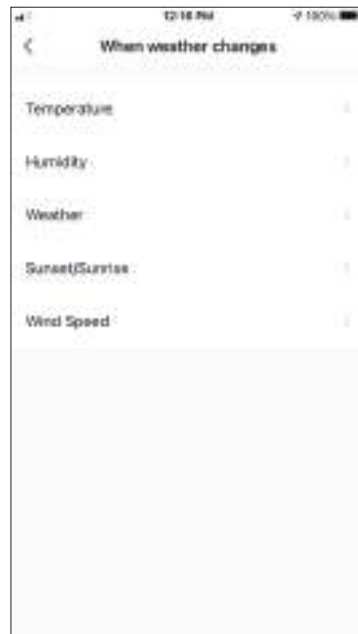 12:16 PM 100%
When weather changes
Temperature
Humidity
Weather
Sunset/Sunrise
Wind Speed